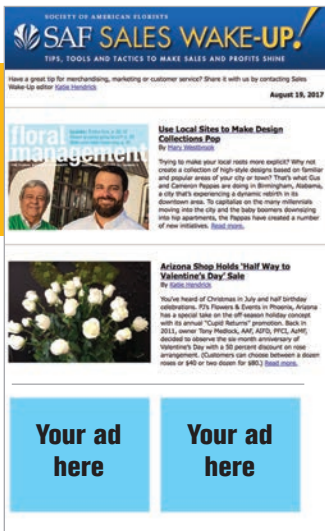 SOCIETY OF AMERICAN FLORISTS
SAF SALES WAKE-UP!
TIPS, TOOLS AND TACTICS TO MAKE SALES AND PROFITS SHINE
Have a great tip for merchandising, marketing or customer service? Share it with us by contacting Sales
Wake-Up editor Katie Hendrick
August 19, 2017
floral
management
Use Local Sites to Make Design
Collections Pop
By Mary Westbrook
Trying to make your local roots more explicit? Why not
create a collection of high-style designs based on familiar
and popular areas of your city or town? That's what Gus
and Cameron Pappas are doing in Birmingham, Alabama,
a city that's experiencing a dynamic rebirth in its
downtown area. To capitalize on the many millennials
moving into the city and the baby boomers downsizing
into hip apartments, the Pappas have created a number
of new initiatives. Read more.
Arizona Shop Holds 'Half Way to
Valentine's Day' Sale
By Katie Hendrick
You've heard of Christmas in July and half birthday
celebrations. PJ's Flowers & Events in Phoenix, Arizona
has a special take on the off-season holiday concept
with its annual "Cupid Returns" promotion. Back in
2011, owner Tony Medlock, AAF, AIFD, PFCI, AzMF,
decided to observe the six-month anniversary of
Valentine's Day with a 50 percent discount on rose
arrangement. (Customers can choose between a dozen
roses or $40 or two dozen for $80.) Read more.
Your ad
here
Your ad
here